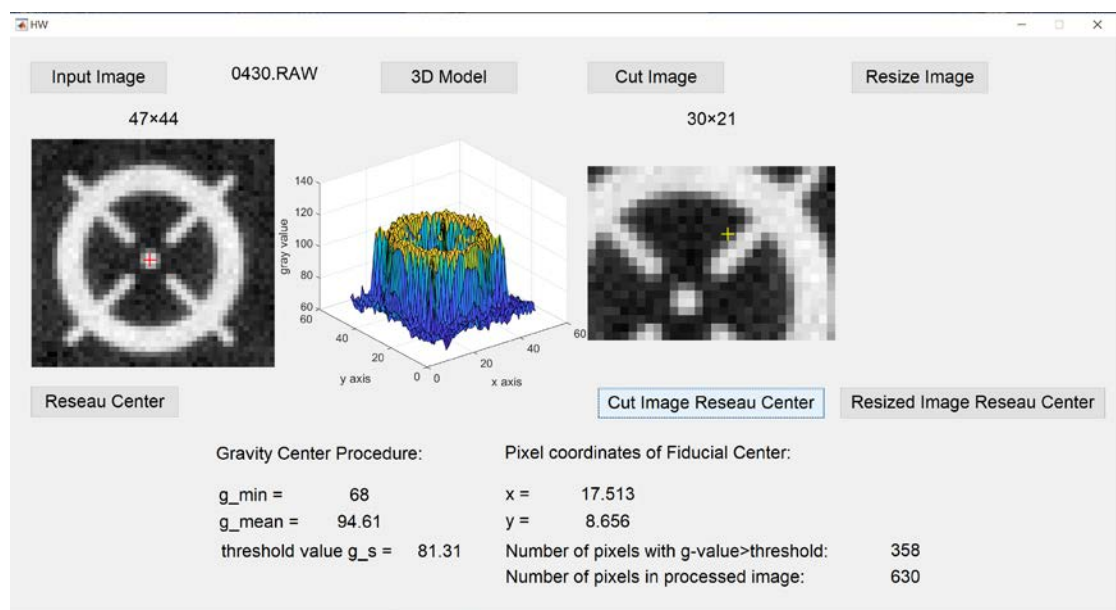 HW
Input Image 0430.RAW 3D Model Cut Image Resize Image
47×44 30×21
140
120
100
80
60
gray value
60
40
20
0
y axis
0
20
40
60
x axis
Reseau Center Cut Image Reseau Center Resized Image Reseau Center
Gravity Center Procedure: Pixel coordinates of Fiducial Center:
g_min = 68 x = 17.513
g_mean = 94.61 y = 8.656
threshold value g_s = 81.31 Number of pixels with g-value>threshold: 358
Number of pixels in processed image: 630